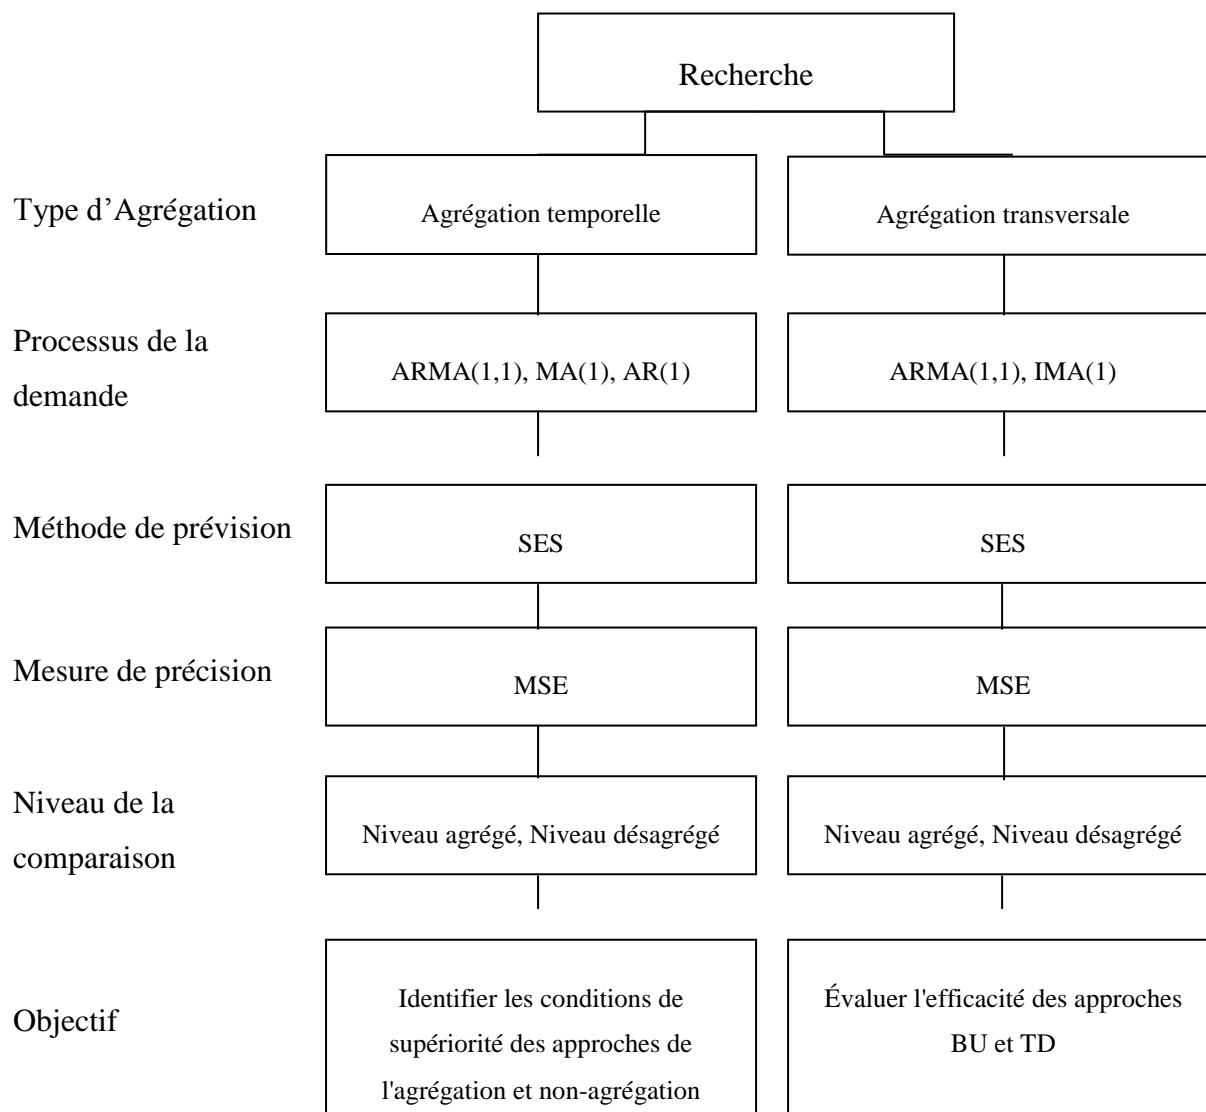 Recherche
Type d’Agrégation
Agrégation temporelle
Agrégation transversale
Processus de la
demande
ARMA(1,1), MA(1), AR(1)
ARMA(1,1), IMA(1)
Méthode de prévision
SES
SES
Mesure de précision
MSE
MSE
Niveau de la
comparaison
Niveau agrégé, Niveau désagrégé
Niveau agrégé, Niveau désagrégé
Objectif
Identifier les conditions de
supériorité des approches de
l'agrégation et non-agrégation
Évaluer l'efficacité des approches
BU et TD